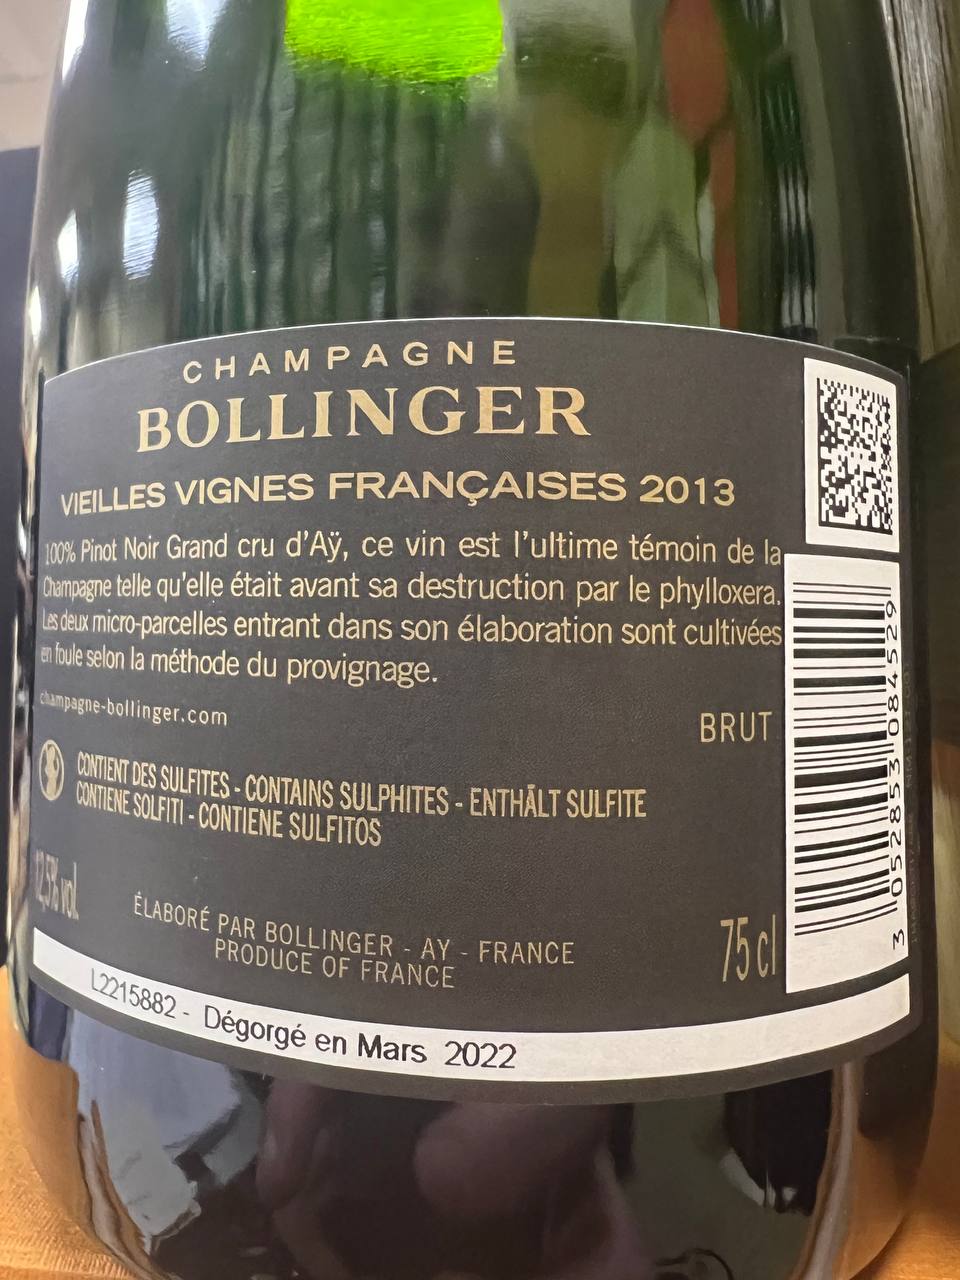 CHAMPAGNE
BOLLINGER
VIEILLES VIGNES FRANÇAISES 2013
100% Pinot Noir Grand cru d'Aÿ, ce vin est l'ultime témoin de la
Champagne telle qu'elle était avant sa destruction par le phylloxera.
Les deux micro-parcelles entrant dans son élaboration sont cultivées
en foule selon la méthode du provignage.
champagne-bollinger.com
BRUT
CONTIENT DES SULFITES - CONTAINS SULPHITES - ENTHÄLT SULFITE
CONTIENE SOLFITI - CONTIENE SULFITOS
12,5% vol.
ÉLABORÉ PAR BOLLINGER - AY - FRANCE
PRODUCE OF FRANCE
75 cl
L2215882 - Dégorgé en Mars 2022
3 052853 084529